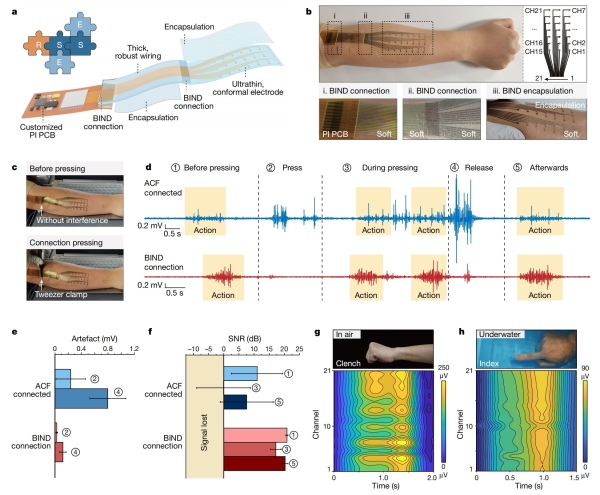 a
E
R
S
S
E
Encapsulation
Thick,
robust wiring
BIND
connection
Ultrathin,
conformal electrode
Encapsulation
BIND
connection
Customized
PI PCB
b
i
ii
iii
CH21
CH7
...
...
CH16
CH2
CH15
CH1
21
1
i. BIND connection
ii. BIND connection
iii. BIND encapsulation
PI PCB
Soft
Soft
Soft
Encapsulation
Soft
c
Before pressing
Without interference
Connection pressing
Tweezer clamp
d
1 Before pressing
2 Press
3 During pressing
4 Release
5 Afterwards
ACF
connected
0.2 mV
0.5 s
Action
Action
Action
Action
BIND
connection
0.2 mV
0.5 s
Action
Action
Action
Action
e
Artefact (mV)
0
0.4
0.8
1.2
ACF
connected
2
4
BIND
connection
2
4
f
SNR (dB)
–10
0
5
10
15
20
25
Signal lost
ACF
connected
1
3
5
BIND
connection
1
3
5
g
In air
Clench
Channel
21
10
1
0
1.0
2.0
Time (s)
250
µV
0
µV
h
Underwater
Index
Channel
21
10
1
0
0.5
1.0
1.5
Time (s)
90
µV
0
µV